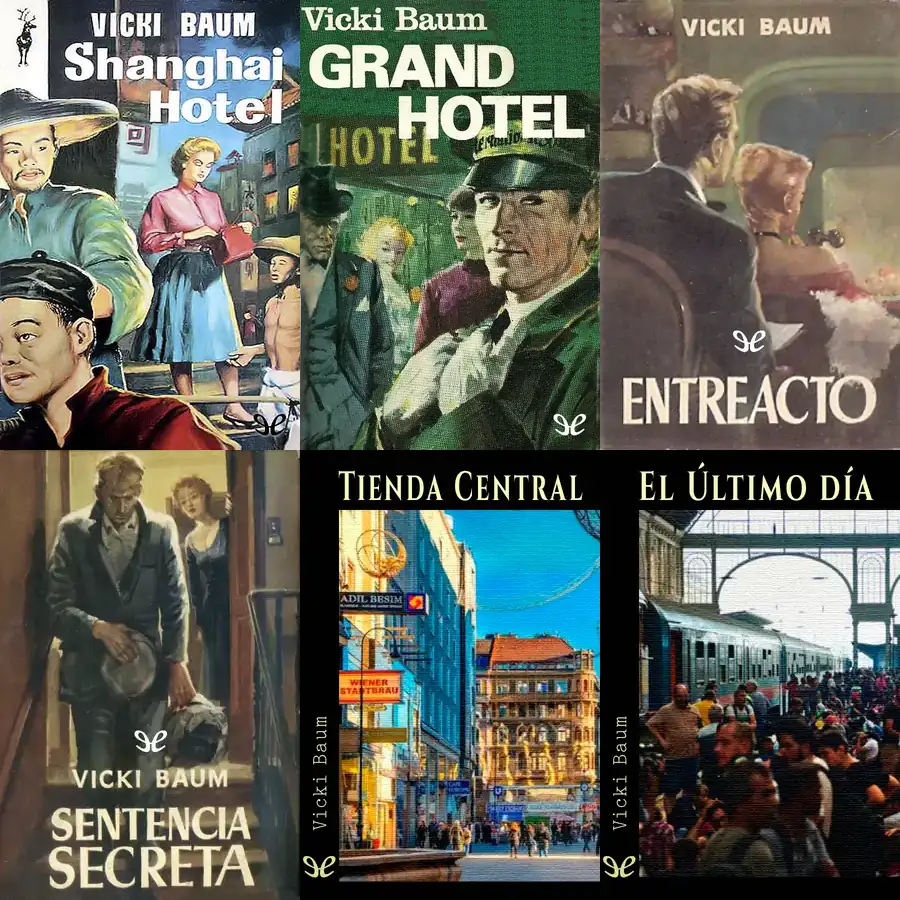 VICKI BAUM
Shanghai
Hotel
Vicki Baum
GRAND
HOTEL
HOTEL
VICKI BAUM
ENTREACTO
VICKI BAUM
SENTENCIA
SECRETA
TIENDA CENTRAL
ADIL BESIM
WIENER
STADTBRÄU
Vicki Baum
EL ÚLTIMO DÍA
Vicki Baum